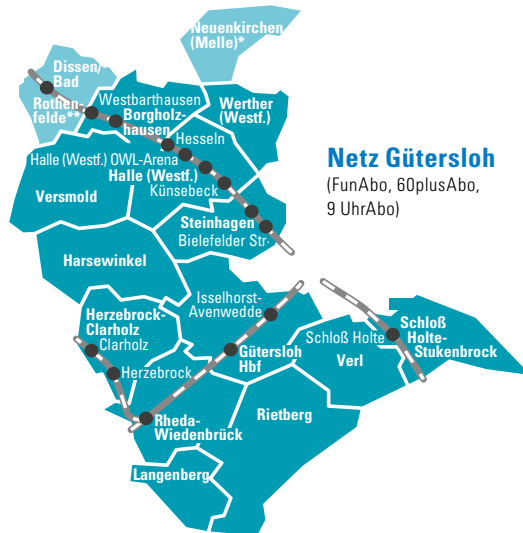 Neuenkirchen
(Melle)*
Dissen/
Bad
Rothen
felde**
Westbarthausen
Borgholz-
hausen
Werther
(Westf.)
Hesseln
Halle (Westf.) OWL-Arena
Halle (Westf.)
Künsebeck
Versmold
Steinhagen
Bielefelder Str.
Netz Gütersloh
(FunAbo, 60plusAbo,
9 UhrAbo)
Harsewinkel
Isselhorst-
Avenwedde
Herzebrock-
Clarholz
Clarholz
Herzebrock
Gütersloh
Hbf
Schloß Holte
Verl
Schloß
Holte-
Stukenbrock
Rheda-
Wiedenbrück
Rietberg
Langenberg